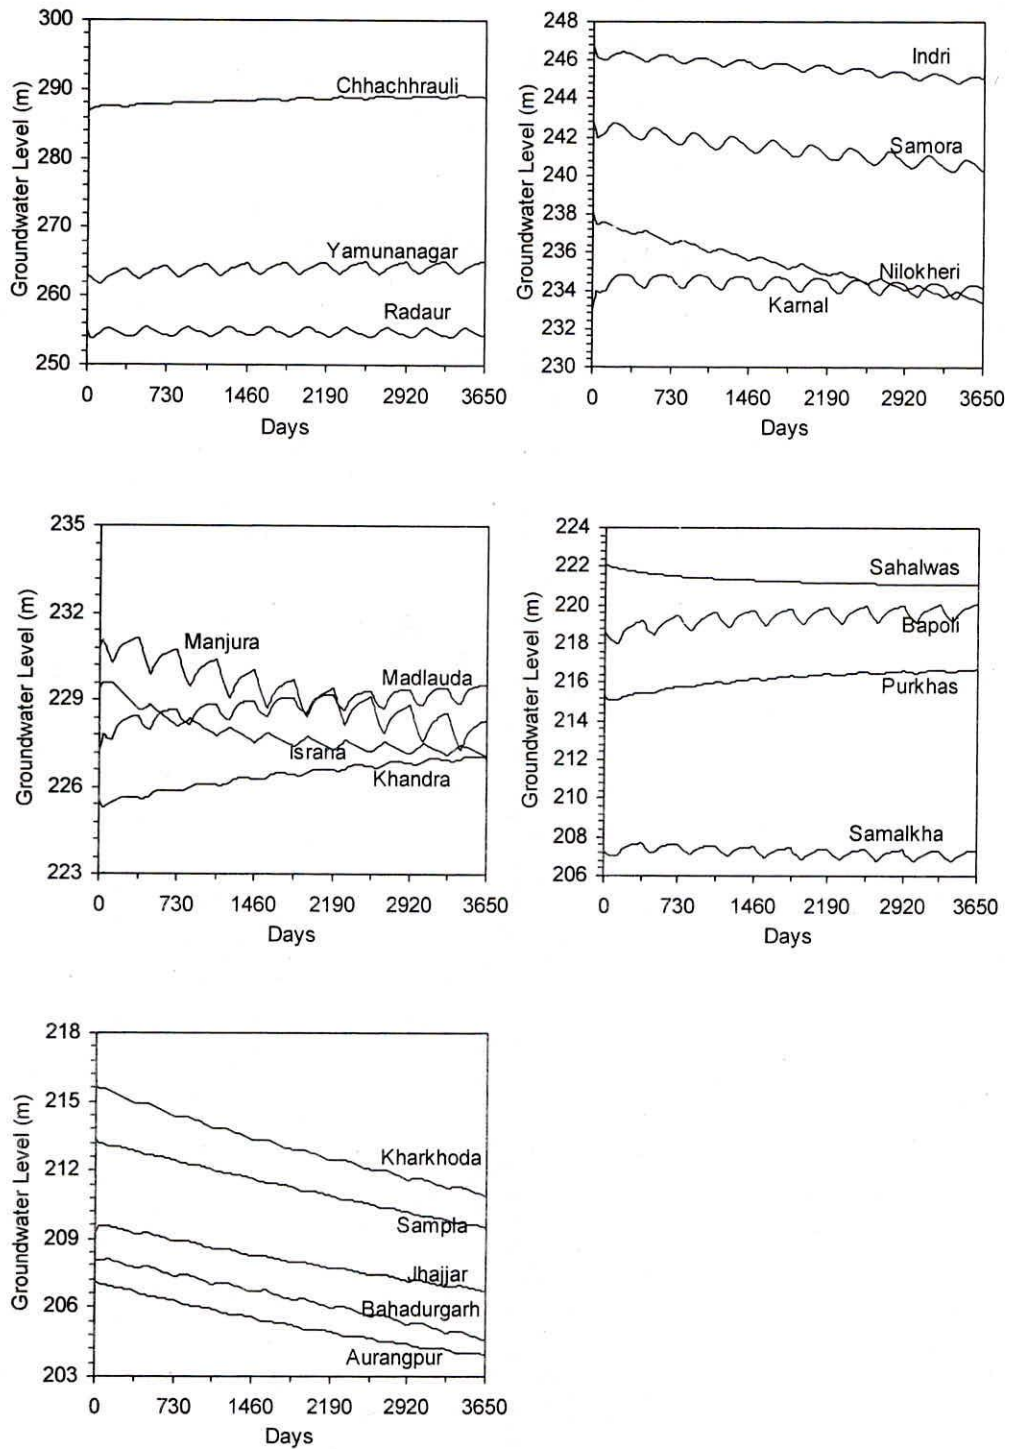 300
290
280
270
260
250
Groundwater Level (m)
Chhachhrauli
Yamunanagar
Radaur
0 730 1460 2190 2920 3650
Days
248
246
244
242
240
238
236
234
232
230
Groundwater Level (m)
Indri
Samora
Nilokheri
Karnal
0 730 1460 2190 2920 3650
Days
235
232
229
226
223
Groundwater Level (m)
Manjura
Madlauda
Israna
Khandra
0 730 1460 2190 2920 3650
Days
224
222
220
218
216
214
212
210
208
206
Groundwater Level (m)
Sahalwas
Bapoli
Purkhas
Samalkha
0 730 1460 2190 2920 3650
Days
218
215
212
209
206
203
Groundwater Level (m)
Kharkhoda
Sampla
Jhajjar
Bahadurgarh
Aurangpur
0 730 1460 2190 2920 3650
Days